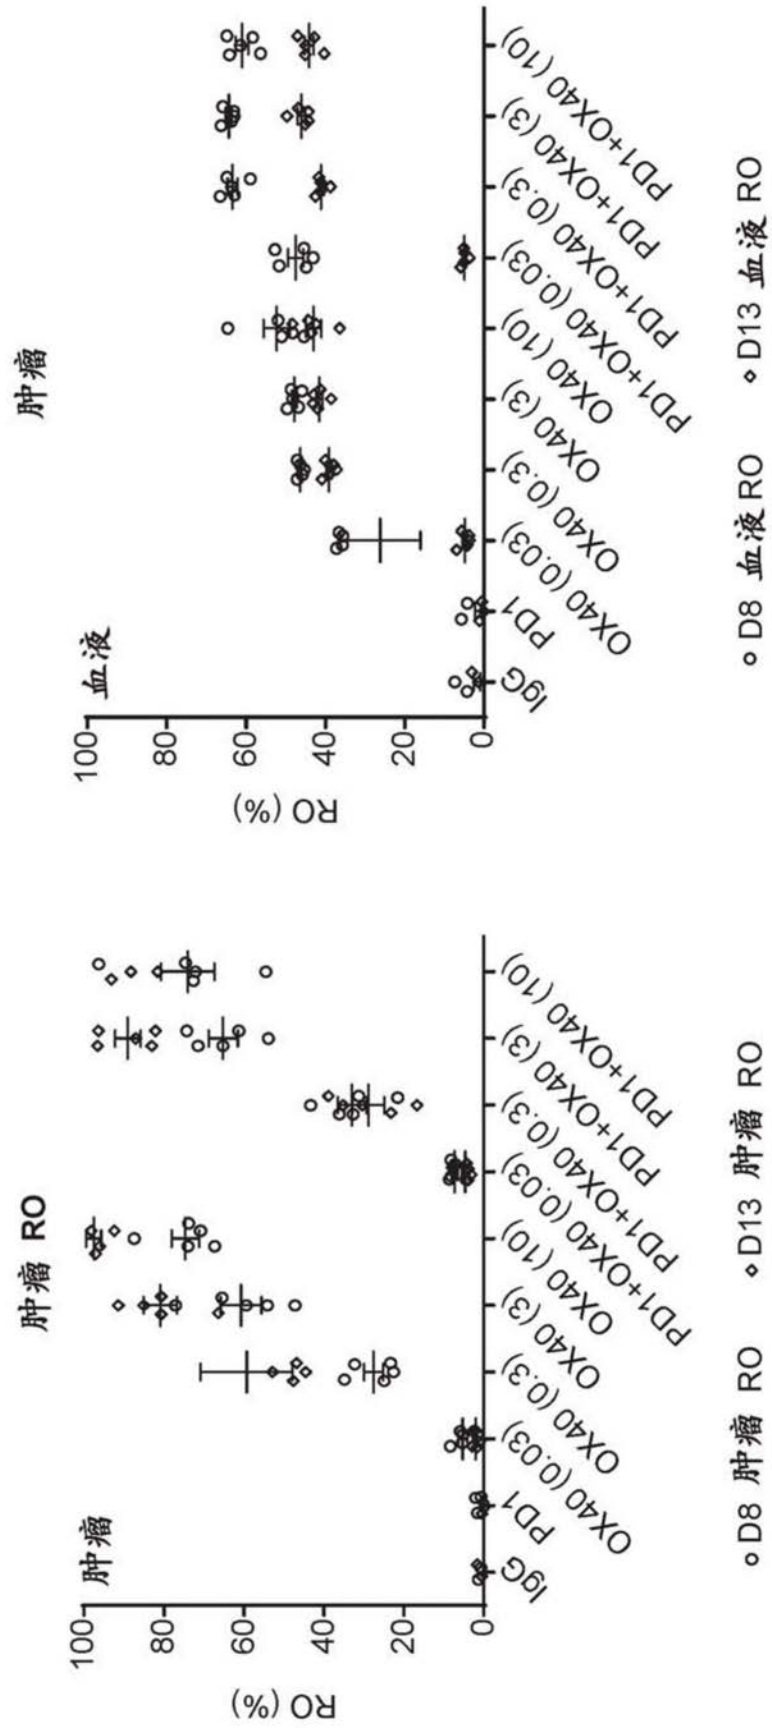 肿瘤 RO
肿瘤
RO (%)
100
80
60
40
20
0
IgG
PD1
OX40 (0.03)
OX40 (0.3)
OX40 (3)
OX40 (10)
PD1+OX40 (0.03)
PD1+OX40 (0.3)
PD1+OX40 (3)
PD1+OX40 (10)
D8 肿瘤 RO
D13 肿瘤 RO
肿瘤
血液
RO (%)
100
80
60
40
20
0
IgG
PD1
OX40 (0.03)
OX40 (0.3)
OX40 (3)
OX40 (10)
PD1+OX40 (0.03)
PD1+OX40 (0.3)
PD1+OX40 (3)
PD1+OX40 (10)
D8 血液 RO
D13 血液 RO